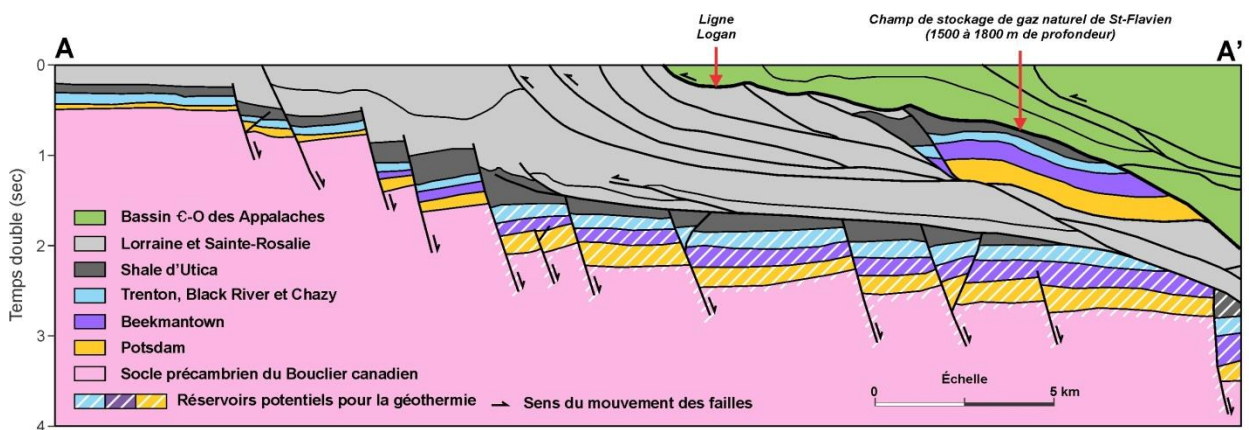 Ligne
Logan
Champ de stockage de gaz naturel de St-Flavien
(1500 à 1800 m de profondeur)
A
A'
0
1
2
3
4
Temps double (sec)
Bassin Ꞓ-O des Appalaches
Lorraine et Sainte-Rosalie
Shale d'Utica
Trenton, Black River et Chazy
Beekmantown
Potsdam
Socle précambrien du Bouclier canadien
Réservoirs potentiels pour la géothermie
Sens du mouvement des failles
Échelle
0
5 km